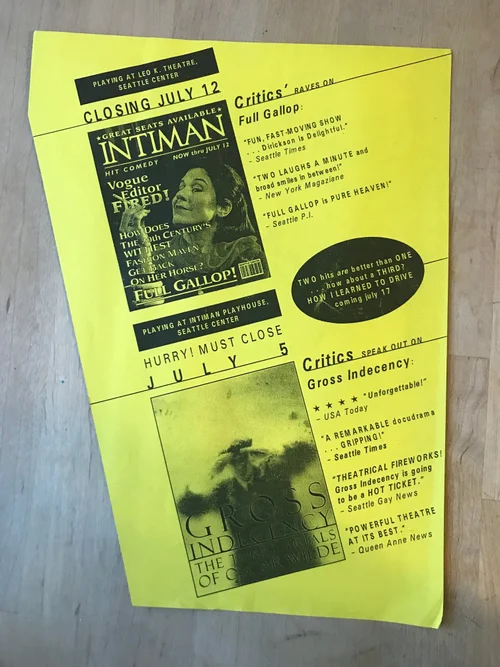 PLAYING AT LEO K. THEATRE,
SEATTLE CENTER
CLOSING JULY 12
★GREAT SEATS AVAILABLE★
INTIMAN
HIT COMEDY NOW thru JULY 12
Vogue
Editor
FIRED!
HOW DOES
THE 20th CENTURY'S
WITTIEST
FASHION MAVEN
GET BACK
ON HER HORSE?
FULL GALLOP!
Critics' RAVES ON
Full Gallop:
"FUN, FAST-MOVING SHOW
. . . Dirickson is Delightful."
- Seattle Times
"TWO LAUGHS A MINUTE and
broad smiles in between!"
- New York Magazine
"FULL GALLOP is PURE HEAVEN!"
- Seattle P.I.
TWO hits are better than ONE
. . . how about a THIRD?
HOW I LEARNED TO DRIVE
coming july 17
PLAYING AT INTIMAN PLAYHOUSE,
SEATTLE CENTER
HURRY! MUST CLOSE
JULY 5
GROSS
INDECENCY
THE TRIALS
OF OSCAR WILDE
Critics SPEAK OUT ON
Gross Indecency:
★ ★ ★ ★ "Unforgettable!"
- USA Today
"A REMARKABLE docudrama
. . . GRIPPING!"
- Seattle Times
"THEATRICAL FIREWORKS!
Gross Indecency is going
to be a HOT TICKET."
- Seattle Gay News
"POWERFUL THEATRE
AT ITS BEST."
- Queen Anne News